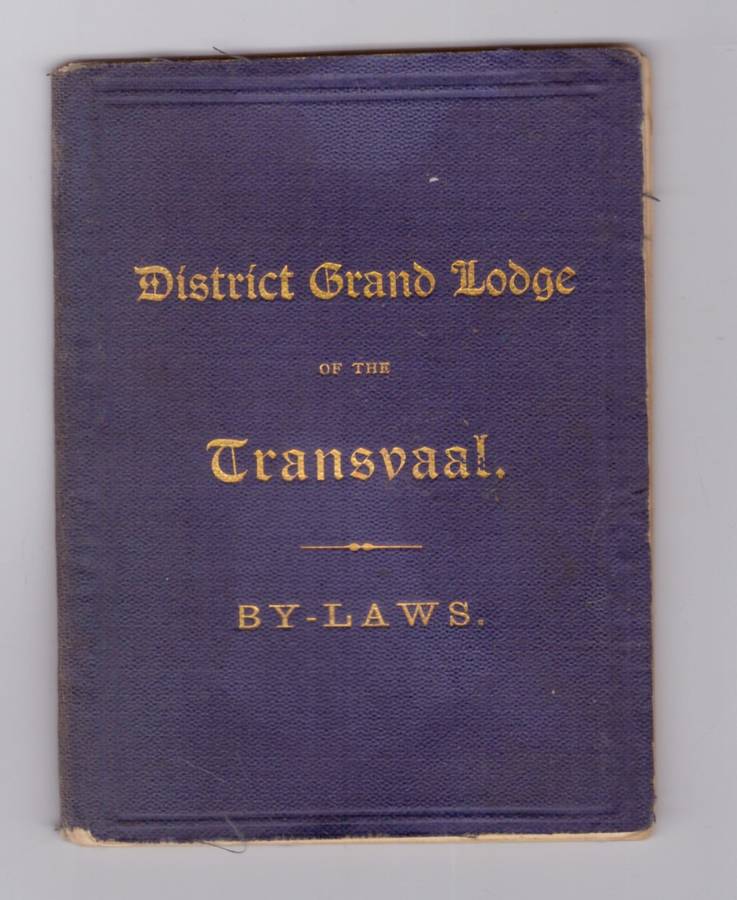 District Grand Lodge
OF THE
Transvaal.
BY-LAWS.